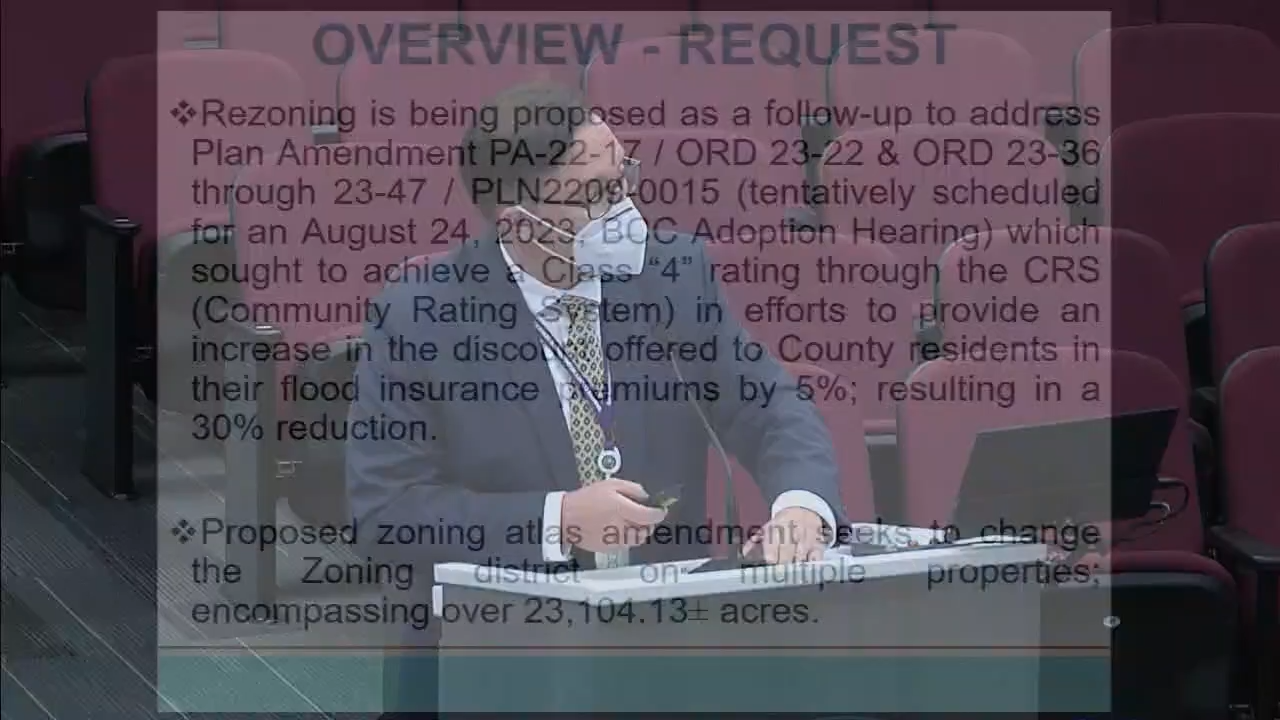 OVERVIEW - REQUEST
❖Rezoning is being proposed as a follow-up to address
Plan Amendment PA-22-17 / ORD 23-22 & ORD 23-36
through 23-47 / PLN2209-0015 (tentatively scheduled
for an August 24, 2023, BCC Adoption Hearing) which
sought to achieve a Class “4” rating through the CRS
(Community Rating System) in efforts to provide an
increase in the discount offered to County residents in
their flood insurance premiums by 5%; resulting in a
30% reduction.
❖Proposed zoning atlas amendment seeks to change
the Zoning district on multiple properties;
encompassing over 23,104.13± acres.